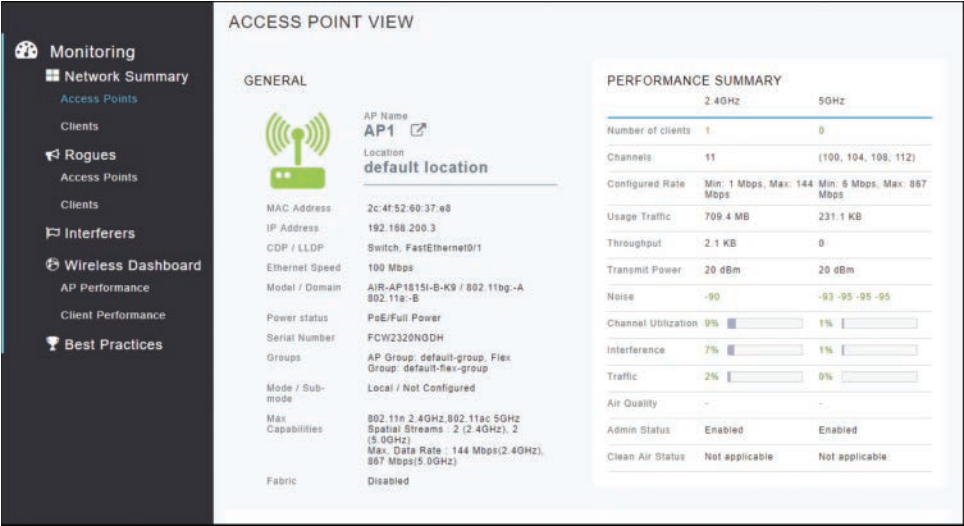 ACCESS POINT VIEW
Monitoring
Network Summary
Access Points
Clients
Rogues
Access Points
Clients
Interferers
Wireless Dashboard
AP Performance
Client Performance
Best Practices
GENERAL
AP Name
AP1
Location
default location
MAC Address 2c:4f:52:60:37:e8
IP Address 192.168.200.3
CDP / LLDP Switch, FastEthernet0/1
Ethernet Speed 100 Mbps
Model / Domain AIR-AP1815I-B-K9 / 802.11bg:-A
802.11a:-B
Power status PoE/Full Power
Serial Number FCW2320NGDH
Groups AP Group: default-group, Flex
Group: default-flex-group
Mode / Sub- Local / Not Configured
mode
Max 802.11n 2.4GHz,802.11ac 5GHz
Capabilities Spatial Streams : 2 (2.4GHz), 2
(5.0GHz)
Max. Data Rate : 144 Mbps(2.4GHz),
867 Mbps(5.0GHz)
Fabric Disabled
PERFORMANCE SUMMARY
2.4GHz 5GHz
Number of clients 1 0
Channels 11 (100, 104, 108, 112)
Configured Rate Min: 1 Mbps, Max: 144 Min: 6 Mbps, Max: 867
Mbps Mbps
Usage Traffic 709.4 MB 231.1 KB
Throughput 2.1 KB 0
Transmit Power 20 dBm 20 dBm
Noise -90 -93 -95 -95 -95
Channel Utilization 9% 1%
Interference 7% 1%
Traffic 2% 0%
Air Quality - -
Admin Status Enabled Enabled
Clean Air Status Not applicable Not applicable